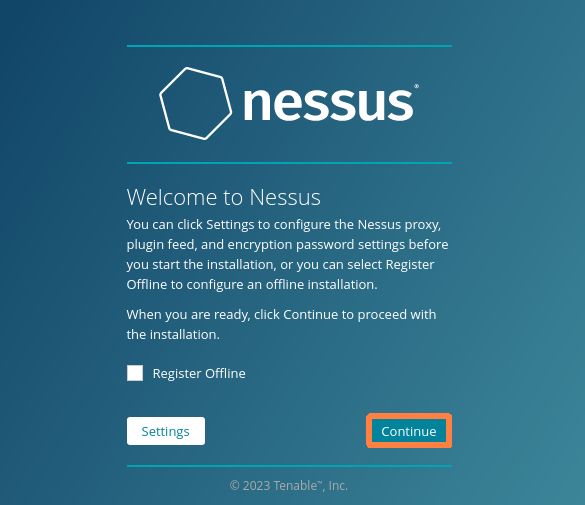 nessus®
Welcome to Nessus
You can click Settings to configure the Nessus proxy,
plugin feed, and encryption password settings before
you start the installation, or you can select Register
Offline to configure an offline installation.
When you are ready, click Continue to proceed with
the installation.
Register Offline
Settings
Continue
© 2023 Tenable™, Inc.